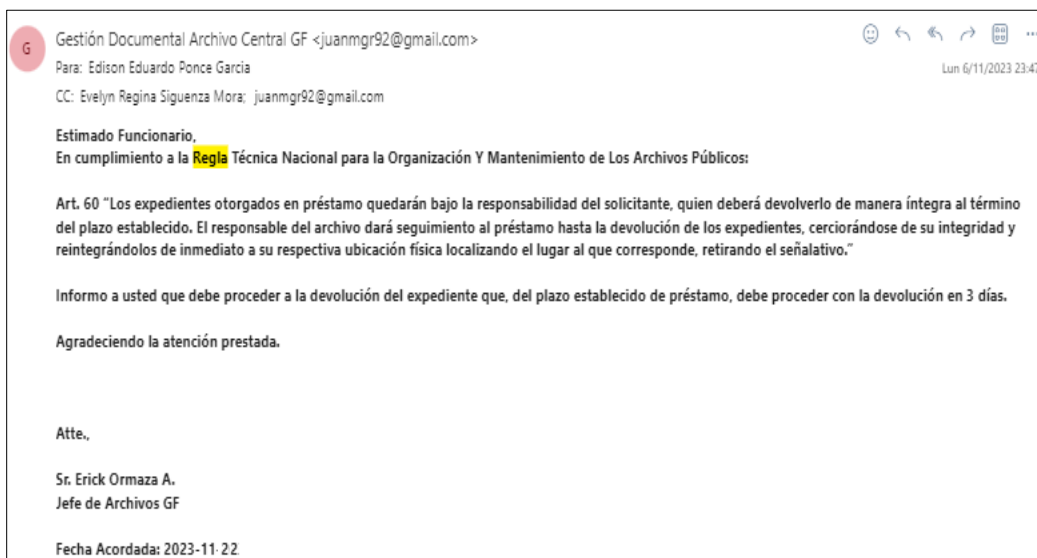 G
Gestión Documental Archivo Central GF <juanmgr92@gmail.com>
Para: Edison Eduardo Ponce Garcia
Lun 6/11/2023 23:47
CC: Evelyn Regina Siguenza Mora; juanmgr92@gmail.com
Estimado Funcionario,
En cumplimiento a la Regla Técnica Nacional para la Organización Y Mantenimiento de Los Archivos Públicos:
Art. 60 “Los expedientes otorgados en préstamo quedarán bajo la responsabilidad del solicitante, quien deberá devolverlo de manera íntegra al término
del plazo establecido. El responsable del archivo dará seguimiento al préstamo hasta la devolución de los expedientes, cerciorándose de su integridad y
reintegrándolos de inmediato a su respectiva ubicación física localizando el lugar al que corresponde, retirando el señalativo.”
Informo a usted que debe proceder a la devolución del expediente que, del plazo establecido de préstamo, debe proceder con la devolución en 3 días.
Agradeciendo la atención prestada.
Atte.,
Sr. Erick Ormaza A.
Jefe de Archivos GF
Fecha Acordada: 2023-11-22